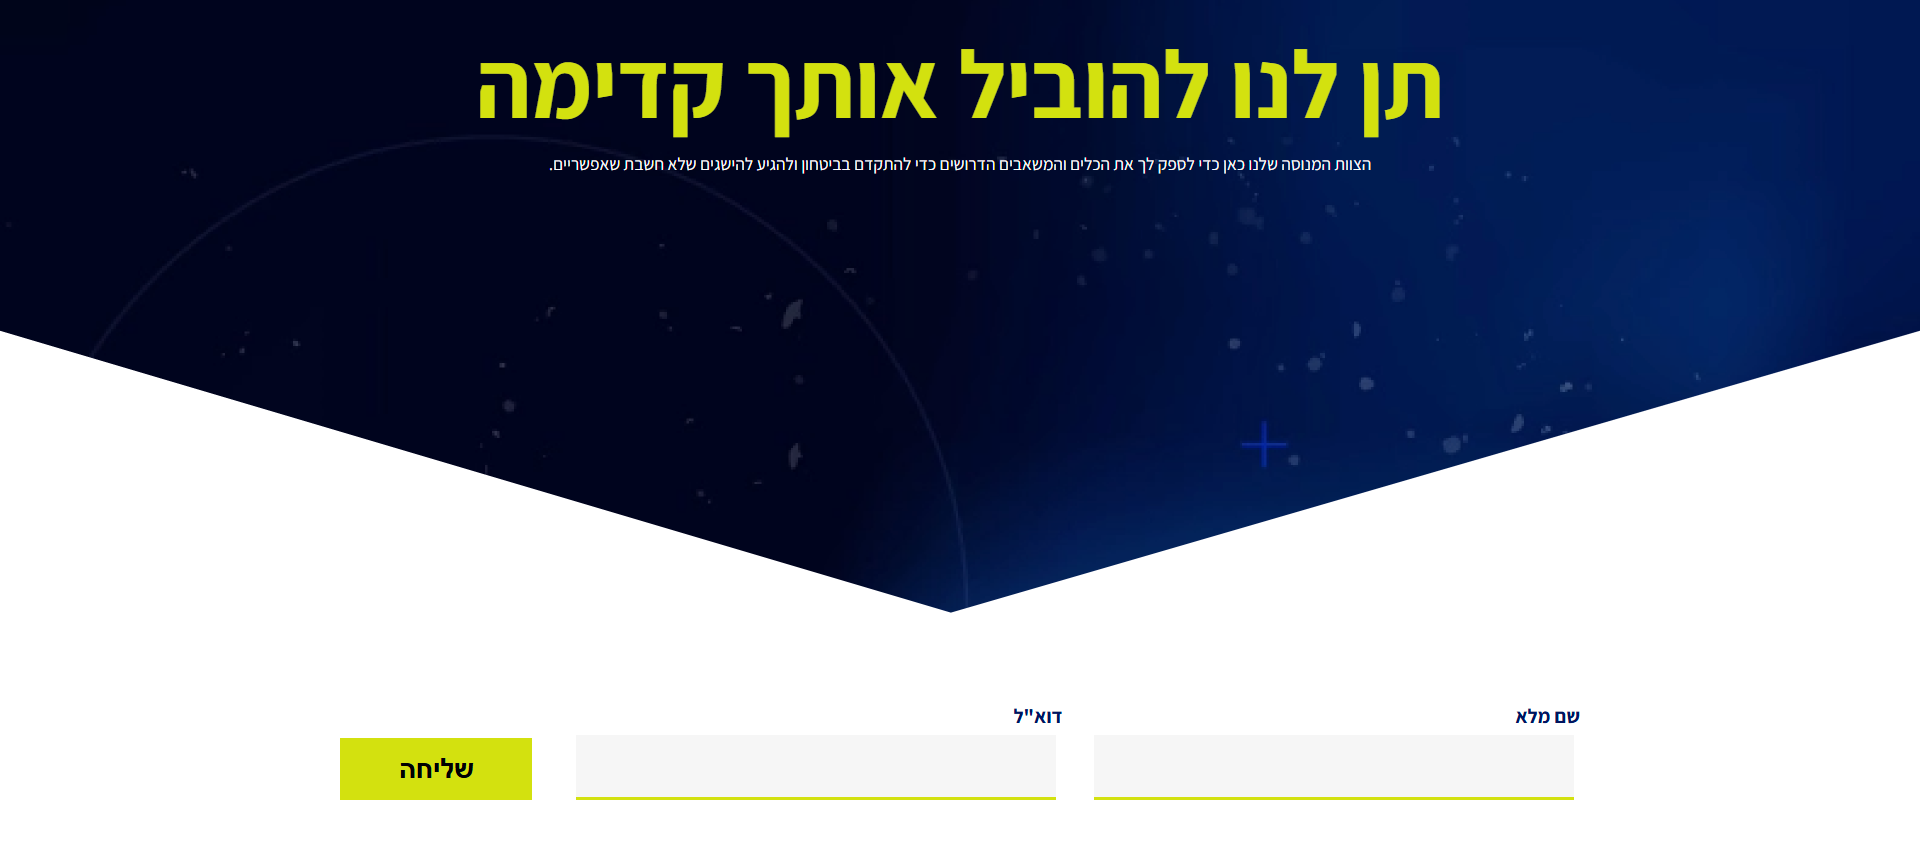 תן לנו להוביל אותך קדימה
הצוות המנוסה שלנו כאן כדי לספק לך את הכלים והמשאבים הדרושים כדי להתקדם בביטחון ולהגיע להישגים שלא חשבת שאפשריים.
שם מלא
דוא"ל
שליחה